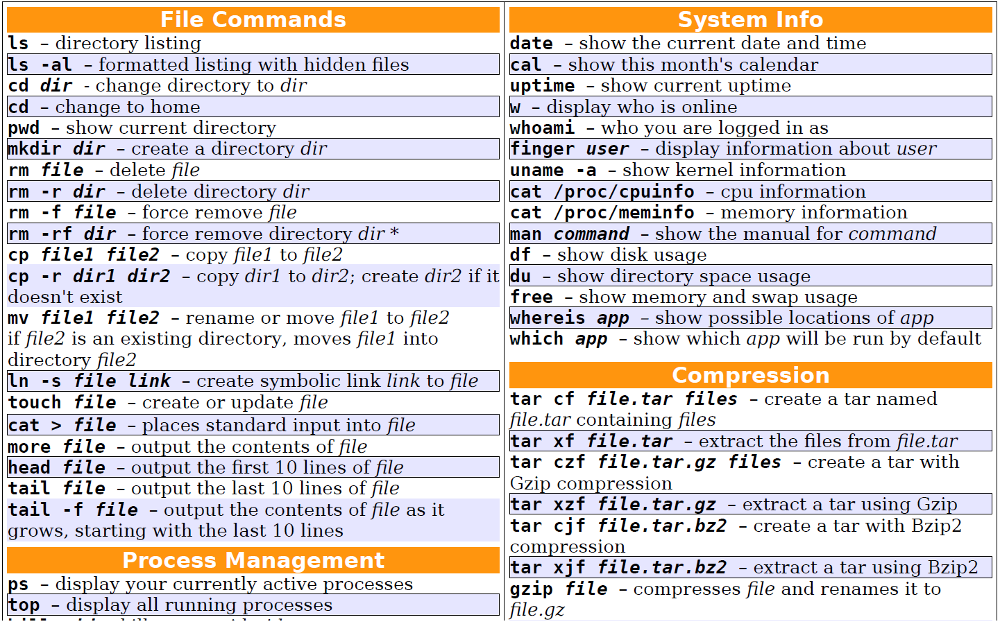 File Commands
ls – directory listing
ls -al – formatted listing with hidden files
cd dir - change directory to dir
cd – change to home
pwd – show current directory
mkdir dir – create a directory dir
rm file – delete file
rm -r dir – delete directory dir
rm -f file – force remove file
rm -rf dir – force remove directory dir *
cp file1 file2 – copy file1 to file2
cp -r dir1 dir2 – copy dir1 to dir2; create dir2 if it
doesn't exist
mv file1 file2 – rename or move file1 to file2
if file2 is an existing directory, moves file1 into
directory file2
ln -s file link – create symbolic link link to file
touch file – create or update file
cat > file – places standard input into file
more file – output the contents of file
head file – output the first 10 lines of file
tail file – output the last 10 lines of file
tail -f file – output the contents of file as it
grows, starting with the last 10 lines
Process Management
ps – display your currently active processes
top – display all running processes
System Info
date – show the current date and time
cal – show this month's calendar
uptime – show current uptime
w – display who is online
whoami – who you are logged in as
finger user – display information about user
uname -a – show kernel information
cat /proc/cpuinfo – cpu information
cat /proc/meminfo – memory information
man command – show the manual for command
df – show disk usage
du – show directory space usage
free – show memory and swap usage
whereis app – show possible locations of app
which app – show which app will be run by default
Compression
tar cf file.tar files – create a tar named
file.tar containing files
tar xf file.tar – extract the files from file.tar
tar czf file.tar.gz files – create a tar with
Gzip compression
tar xzf file.tar.gz – extract a tar using Gzip
tar cjf file.tar.bz2 – create a tar with Bzip2
compression
tar xjf file.tar.bz2 – extract a tar using Bzip2
gzip file – compresses file and renames it to
file.gz